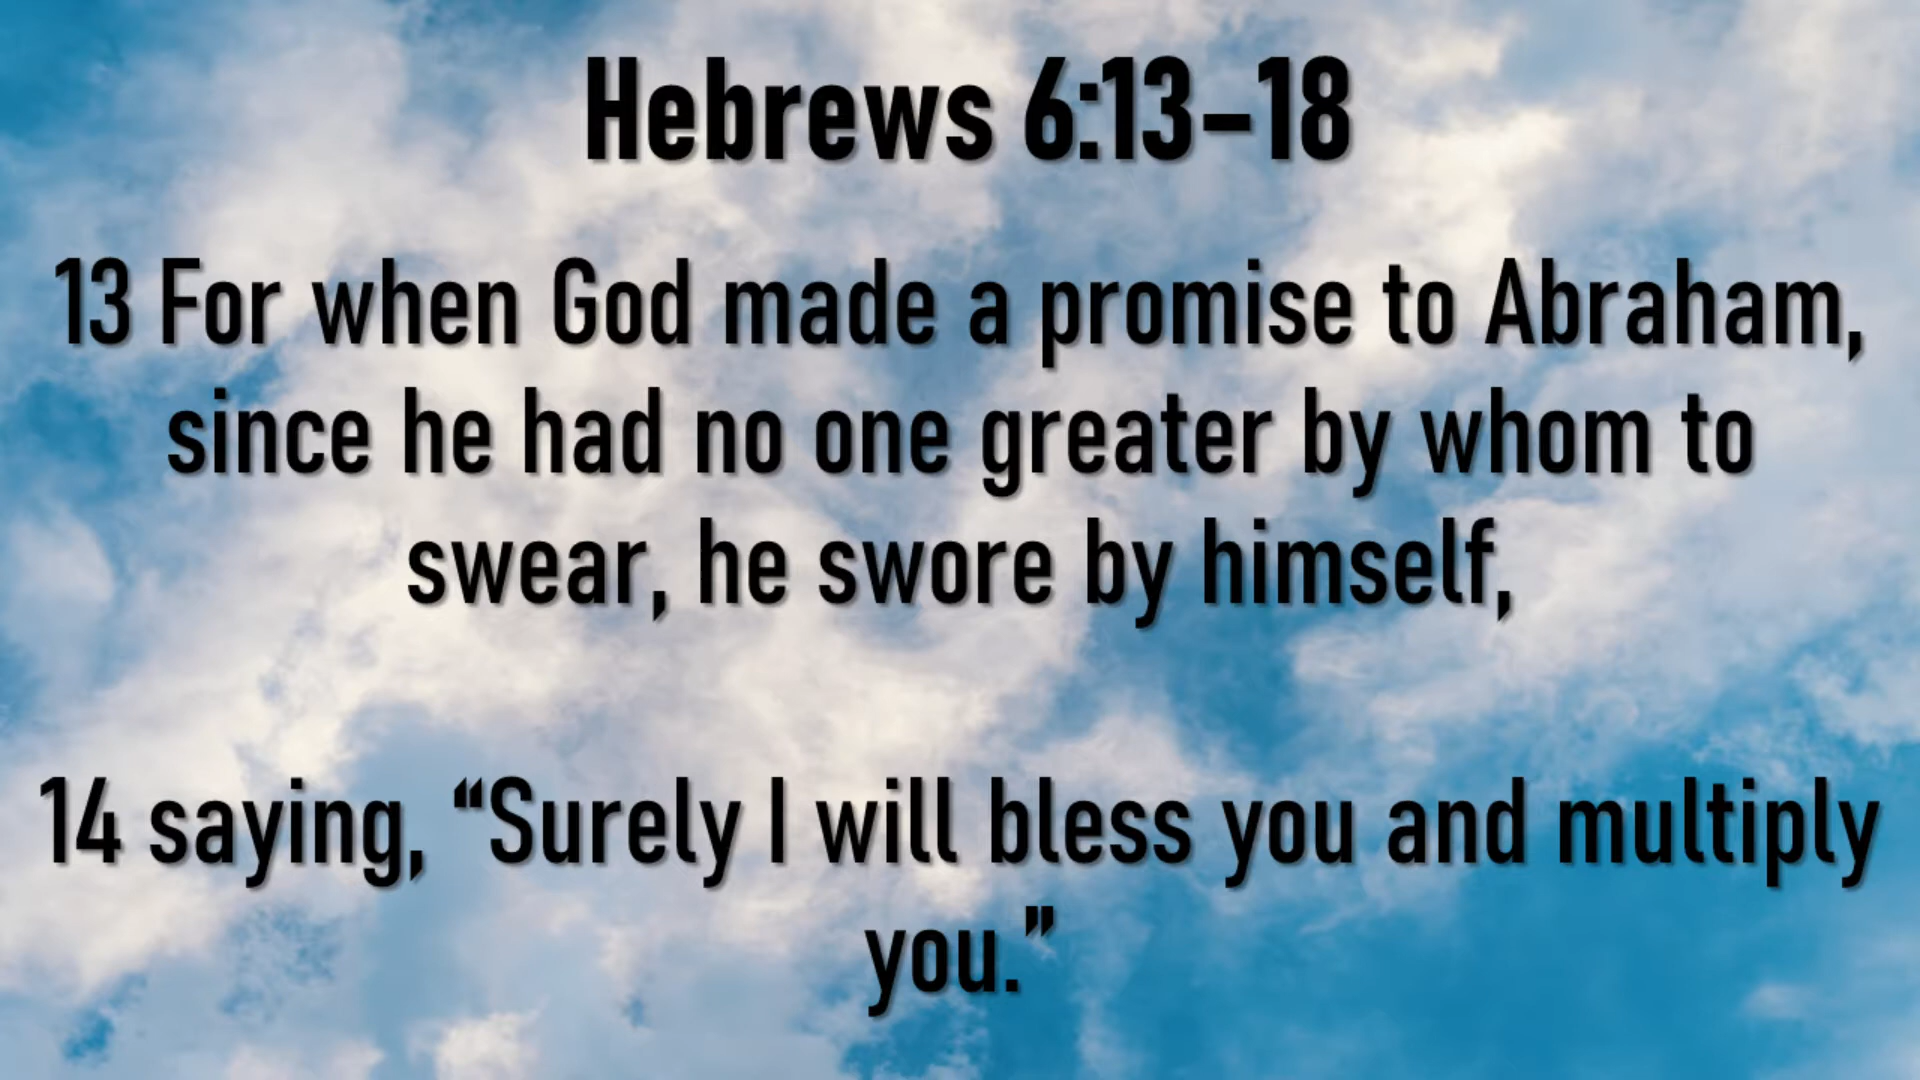 Hebrews 6:13–18
13 For when God made a promise to Abraham,
since he had no one greater by whom to
swear, he swore by himself,
14 saying, “Surely I will bless you and multiply
you.”